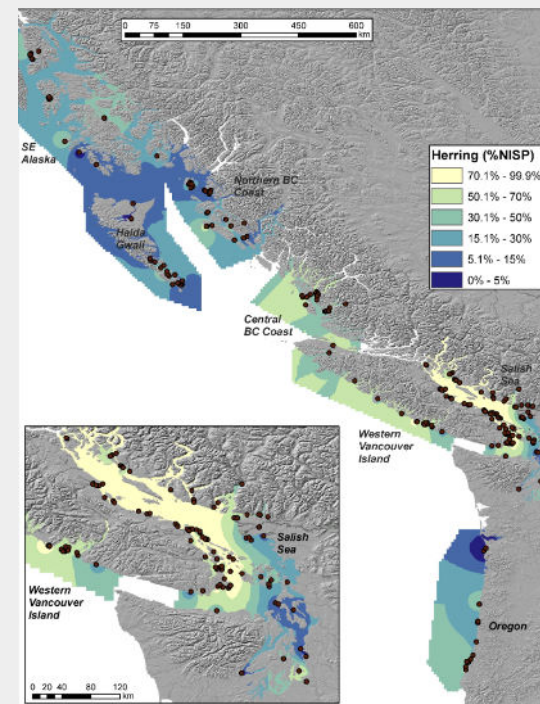 0 75 150 300 450 600
km
SE
Alaska
Northern BC
Coast
Haida
Gwaii
Herring (%NISP)
70.1% - 99.9%
50.1% - 70%
30.1% - 50%
15.1% - 30%
5.1% - 15%
0% - 5%
Central
BC Coast
Salish
Sea
Western
Vancouver
Island
Salish
Sea
Western
Vancouver
Island
Oregon
0 20 40 80 120
km